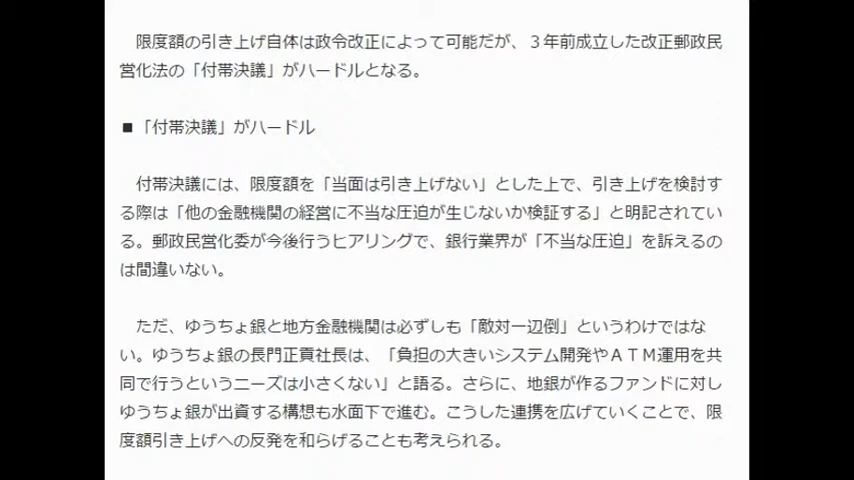 限度額の引き上げ自体は政令改正によって可能だが、３年前成立した改正郵政民
営化法の「付帯決議」がハードルとなる。
■「付帯決議」がハードル
付帯決議には、限度額を「当面は引き上げない」とした上で、引き上げを検討す
る際は「他の金融機関の経営に不当な圧迫が生じないか検証する」と明記されてい
る。郵政民営化委が今後行うヒアリングで、銀行業界が「不当な圧迫」を訴えるの
は間違いない。
ただ、ゆうちょ銀と地方金融機関は必ずしも「敵対一辺倒」というわけではな
い。ゆうちょ銀の長門正貢社長は、「負担の大きいシステム開発やＡＴＭ運用を共
同で行うというニーズは小さくない」と語る。さらに、地銀が作るファンドに対し
ゆうちょ銀が出資する構想も水面下で進む。こうした連携を広げていくことで、限
度額引き上げへの反発を和らげることも考えられる。